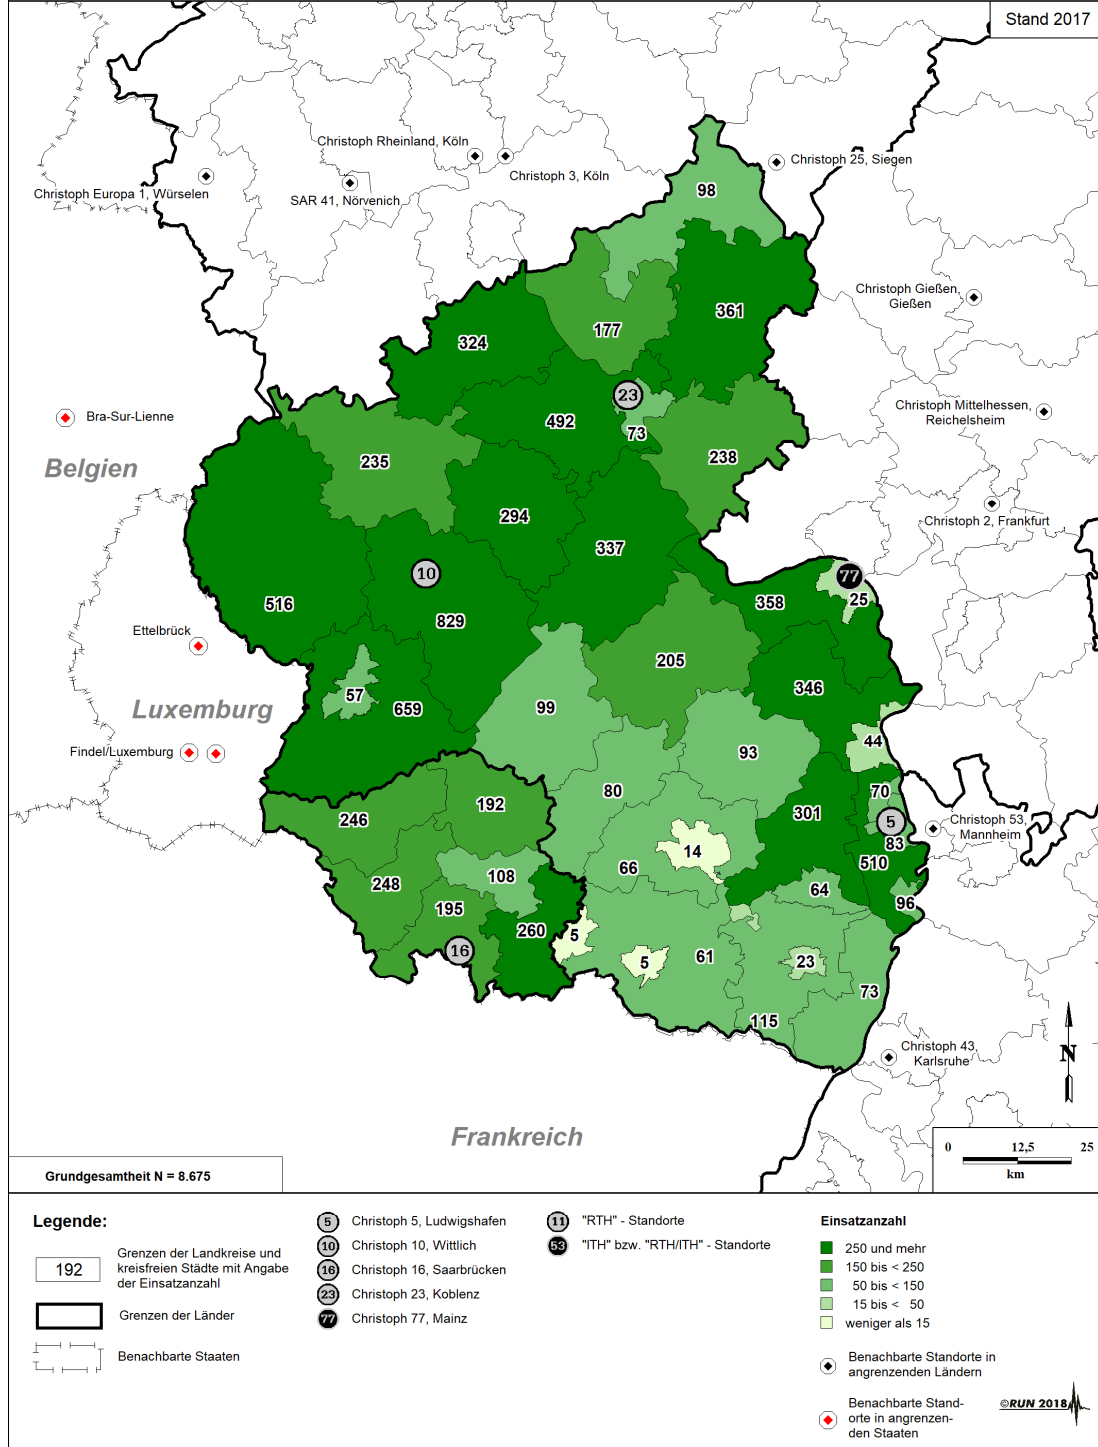 Stand 2017
Christoph Rheinland, Köln
Christoph 25, Siegen
Christoph 3, Köln
Christoph Europa 1, Würselen
SAR 41, Nörvenich
98
Christoph Gießen,
Gießen
361
177
324
23
Christoph Mittelhessen,
Reichelsheim
Bra-Sur-Lienne
492
73
238
235
Belgien
294
Christoph 2, Frankfurt
337
10
77
358
25
516
829
Ettelbrück
205
346
57
659
99
Luxemburg
44
Findel/Luxemburg
93
80
70
192
246
301
5
Christoph 53,
Mannheim
83
14
66
510
108
248
64
96
195
260
5
16
61
5
23
73
115
Christoph 43,
Karlsruhe
N
Frankreich
0 12,5 25
km
Grundgesamtheit N = 8.675
Legende:
192
Grenzen der Landkreise und
kreisfreien Städte mit Angabe
der Einsatzanzahl
Grenzen der Länder
Benachbarte Staaten
5 Christoph 5, Ludwigshafen
10 Christoph 10, Wittlich
16 Christoph 16, Saarbrücken
23 Christoph 23, Koblenz
77 Christoph 77, Mainz
11 "RTH" - Standorte
53 "ITH" bzw. "RTH/ITH" - Standorte
Einsatzanzahl
250 und mehr
150 bis < 250
50 bis < 150
15 bis < 50
weniger als 15
Benachbarte Standorte in
angrenzenden Ländern
Benachbarte Stand-
orte in angrenzen-
den Staaten
©RUN 2018